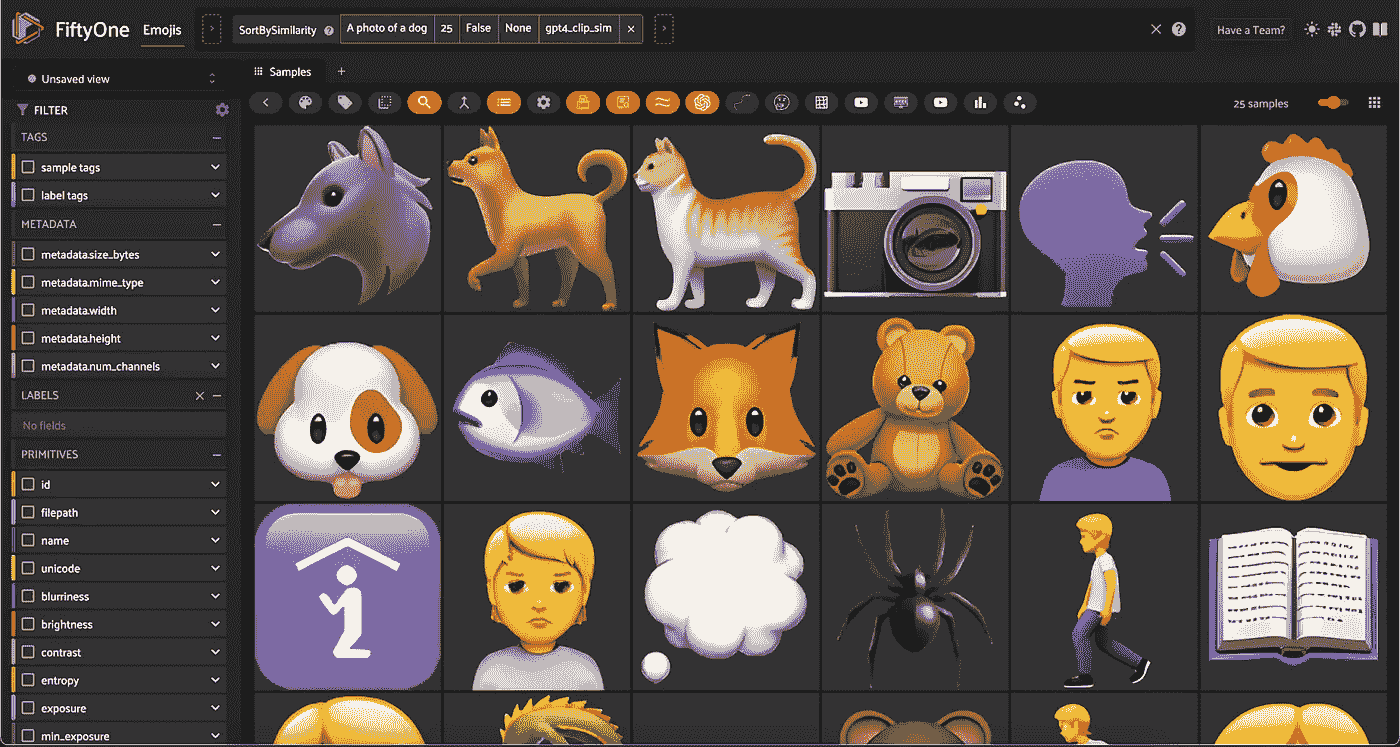 FiftyOne
Emojis
SortBySimilarity
A photo of a dog
25
False
None
gpt4_clip_sim
Have a Team?
Unsaved view
Samples
25 samples
FILTER
TAGS
sample tags
label tags
METADATA
metadata.size_bytes
metadata.mime_type
metadata.width
metadata.height
metadata.num_channels
LABELS
No fields
PRIMITIVES
id
filepath
name
unicode
blurriness
brightness
contrast
entropy
exposure
min_exposure